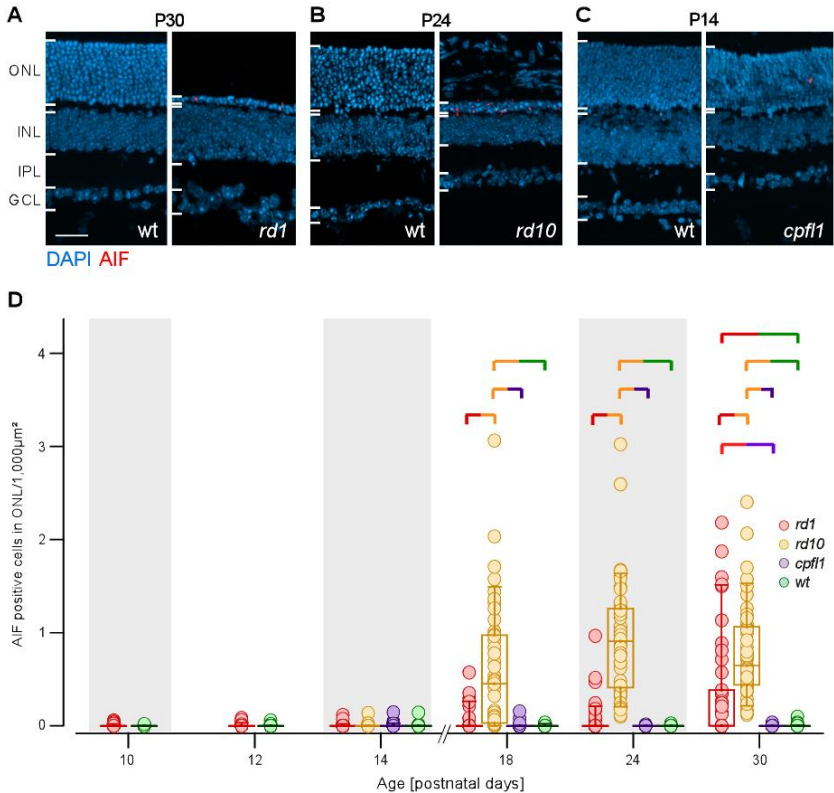 A P30 B P24 C P14
ONL
INL
IPL
GCL
wt rd1 wt rd10 wt cpfl1
DAPI AIF
D
AIF positive cells in ONL/1,000µm²
4
3
2
1
0
rd1
rd10
cpfl1
wt
10 12 14 18 24 30
Age [postnatal days]